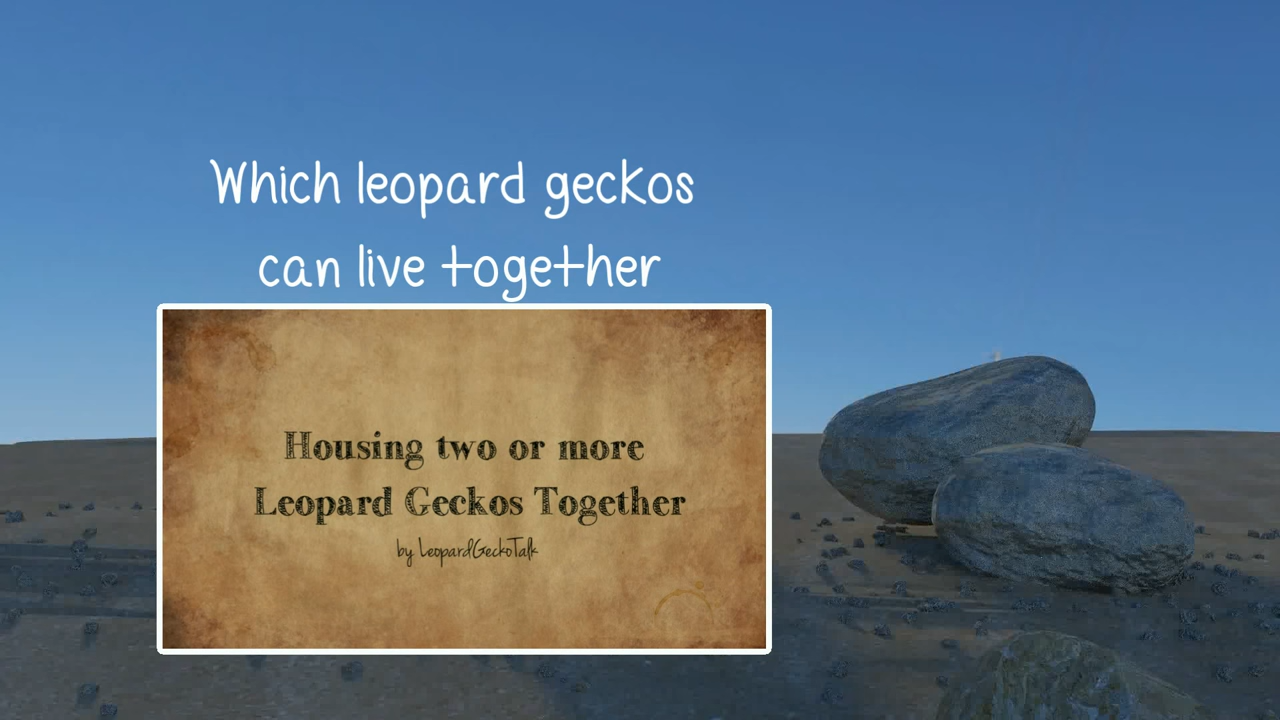 Which leopard geckos
can live together
Housing two or more
Leopard Geckos Together
by LeopardGeckoTalk